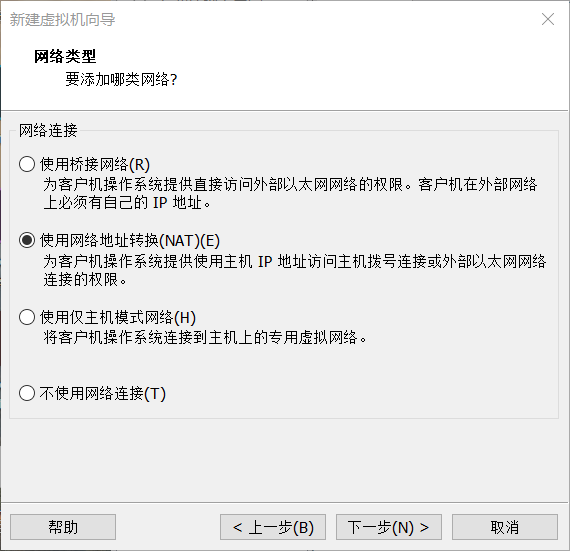 新建虚拟机向导
网络类型
要添加哪类网络?
网络连接
使用桥接网络(R)
为客户机操作系统提供直接访问外部以太网网络的权限。客户机在外部网络
上必须有自己的 IP 地址。
使用网络地址转换(NAT)(E)
为客户机操作系统提供使用主机 IP 地址访问主机拨号连接或外部以太网网络
连接的权限。
使用仅主机模式网络(H)
将客户机操作系统连接到主机上的专用虚拟网络。
不使用网络连接(T)
帮助
< 上一步(B)
下一步(N) >
取消